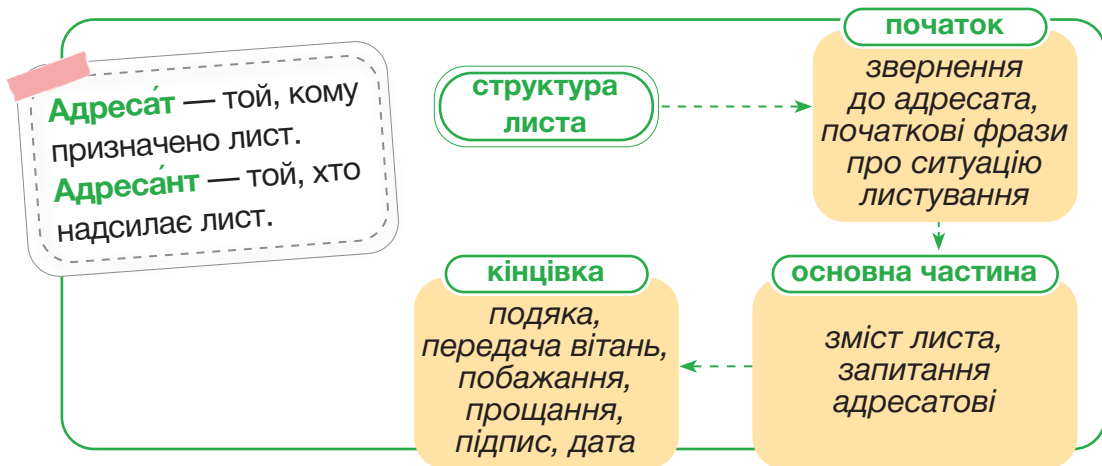 Адреса́т — той, кому
призначено лист.
Адреса́нт — той, хто
надсилає лист.
структура
листа
початок
звернення
до адресата,
початкові фрази
про ситуацію
листування
основна частина
зміст листа,
запитання
адресатові
кінцівка
подяка,
передача вітань,
побажання,
прощання,
підпис, дата